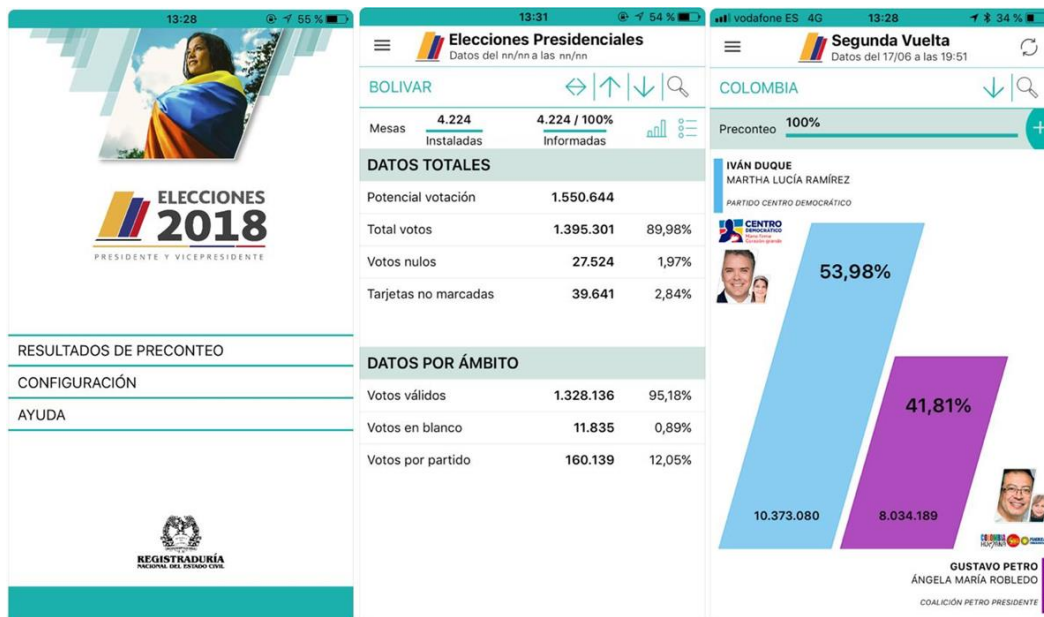 13:28
55 %
ELECCIONES
2018
PRESIDENTE Y VICEPRESIDENTE
RESULTADOS DE PRECONTEO
CONFIGURACIÓN
AYUDA
REGISTRADURÍA
NACIONAL DEL ESTADO CIVIL
13:31
54 %
Elecciones Presidenciales
Datos del nn/nn a las nn/nn
BOLIVAR
Mesas 4.224 4.224 / 100%
Instaladas Informadas
DATOS TOTALES
Potencial votación 1.550.644
Total votos 1.395.301 89,98%
Votos nulos 27.524 1,97%
Tarjetas no marcadas 39.641 2,84%
DATOS POR ÁMBITO
Votos válidos 1.328.136 95,18%
Votos en blanco 11.835 0,89%
Votos por partido 160.139 12,05%
vodafone ES 4G 13:28 34 %
Segunda Vuelta
Datos del 17/06 a las 19:51
COLOMBIA
Preconteo 100%
IVÁN DUQUE
MARTHA LUCÍA RAMÍREZ
PARTIDO CENTRO DEMOCRÁTICO
CENTRO
DEMOCRÁTICO
Mano firme
Corazón grande
53,98%
41,81%
10.373.080 8.034.189
COLOMBIA
HUMANA
GUSTAVO PETRO
ÁNGELA MARÍA ROBLEDO
COALICIÓN PETRO PRESIDENTE